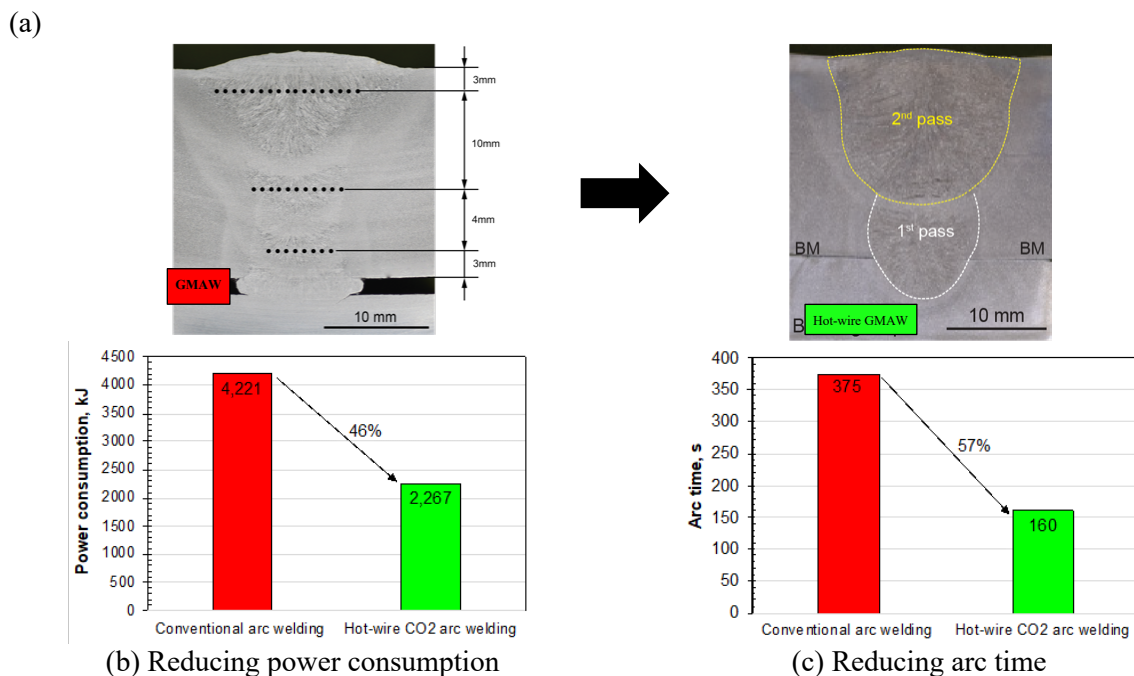 (a)
3mm
10mm
4mm
3mm
GMAW
10 mm
2nd pass
1st pass
BM
BM
Hot-wire GMAW
10 mm
Power consumption, kJ
4500
4000
3500
3000
2500
2000
1500
1000
500
0
4,221
46%
2,267
Conventional arc welding
Hot-wire CO2 arc welding
(b) Reducing power consumption
Arc time, s
400
350
300
250
200
150
100
50
0
375
57%
160
Conventional arc welding
Hot-wire CO2 arc welding
(c) Reducing arc time